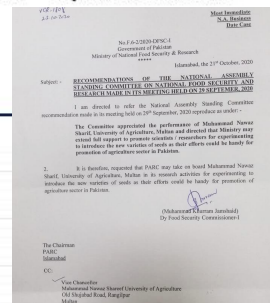 Most Immediate
N.A. Business
Date Case
No.F.6-2/2020-DFSC-I
Government of Pakistan
Ministry of National Food Security & Research
*****
Islamabad, the 21st October, 2020
Subject: - RECOMMENDATIONS OF THE NATIONAL ASSEMBLY
STANDING COMMITTEE ON NATIONAL FOOD SECURITY AND
RESEARCH MADE IN ITS MEETING HELD ON 29 SEPTEMER, 2020
I am directed to refer the National Assembly Standing Committee
recommendation made in its meeting held on 29th September, 2020 reproduce as under: -
The Committee appreciated the performance of Muhammad Nawaz
Sharif, University of Agriculture, Multan and directed that Ministry may
extend full support to promote scientists / researchers for experimenting
to introduce the new varieties of seeds as their efforts could be handy for
promotion of agriculture sector in Pakistan.
2. It is therefore, requested that PARC may take on board Muhammad Nawaz
Sharif, University of Agriculture, Multan in its research activities for experimenting to
introduce the new varieties of seeds as their efforts could be handy for promotion of
agriculture sector in Pakistan.
(Muhammad Khurram Jamshaid)
Dy Food Security Commissioner-I
The Chairman
PARC
Islamabad
CC:
Vice Chancellor
Muhammad Nawaz Shareef University of Agriculture
Old Shujabad Road, Rangilpur
Multan